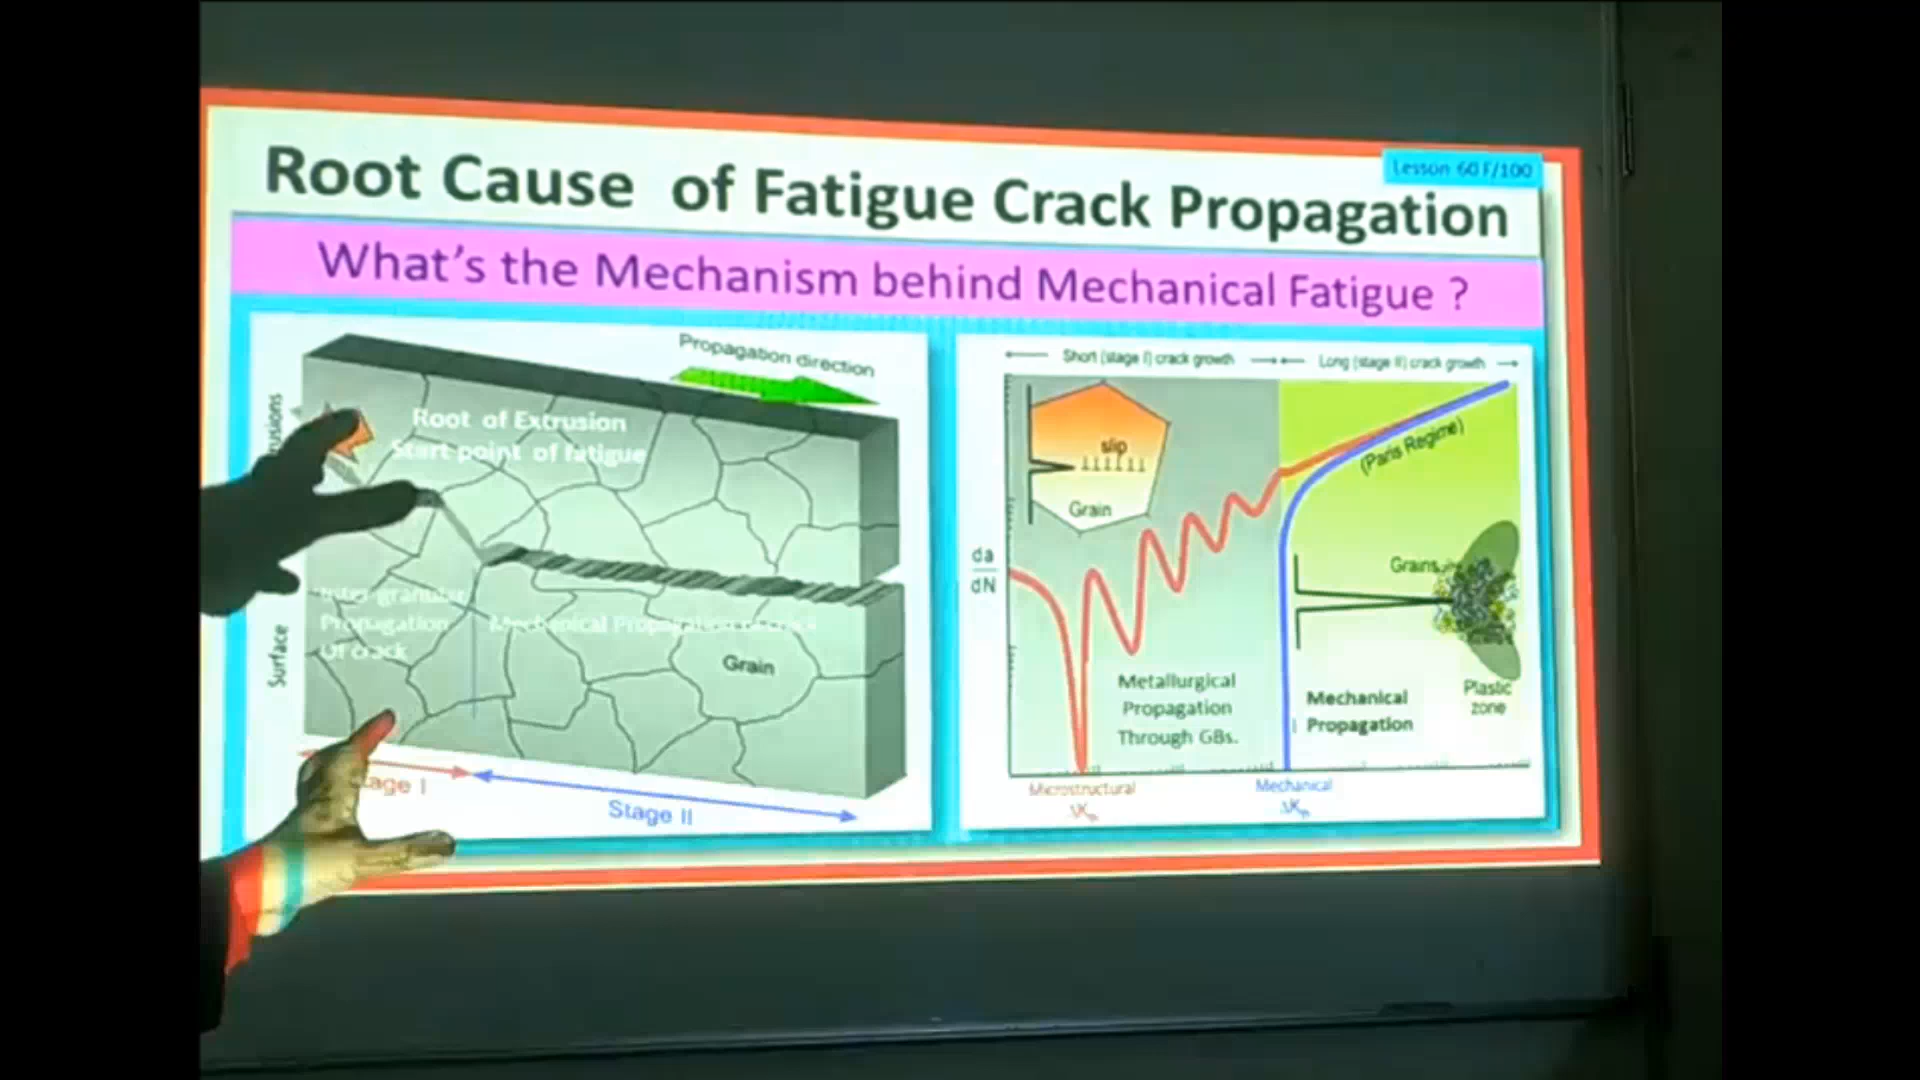 Lesson 60 F/100
Root Cause of Fatigue Crack Propagation
What's the Mechanism behind Mechanical Fatigue ?
Propagation direction
Root of Extrusion
Start point of fatigue
Inter-granular
Propagation
Of crack
Mechanical Propagation
Grain
Surface
Stage II
Short (stage I) crack growth
Long (stage II) crack growth
slip
Grain
(Paris Regime)
da
dN
Grains
Metallurgical
Propagation
Through GBs.
Mechanical
Propagation
Plastic
zone
Microstructural
ΔK
Mechanical
ΔK